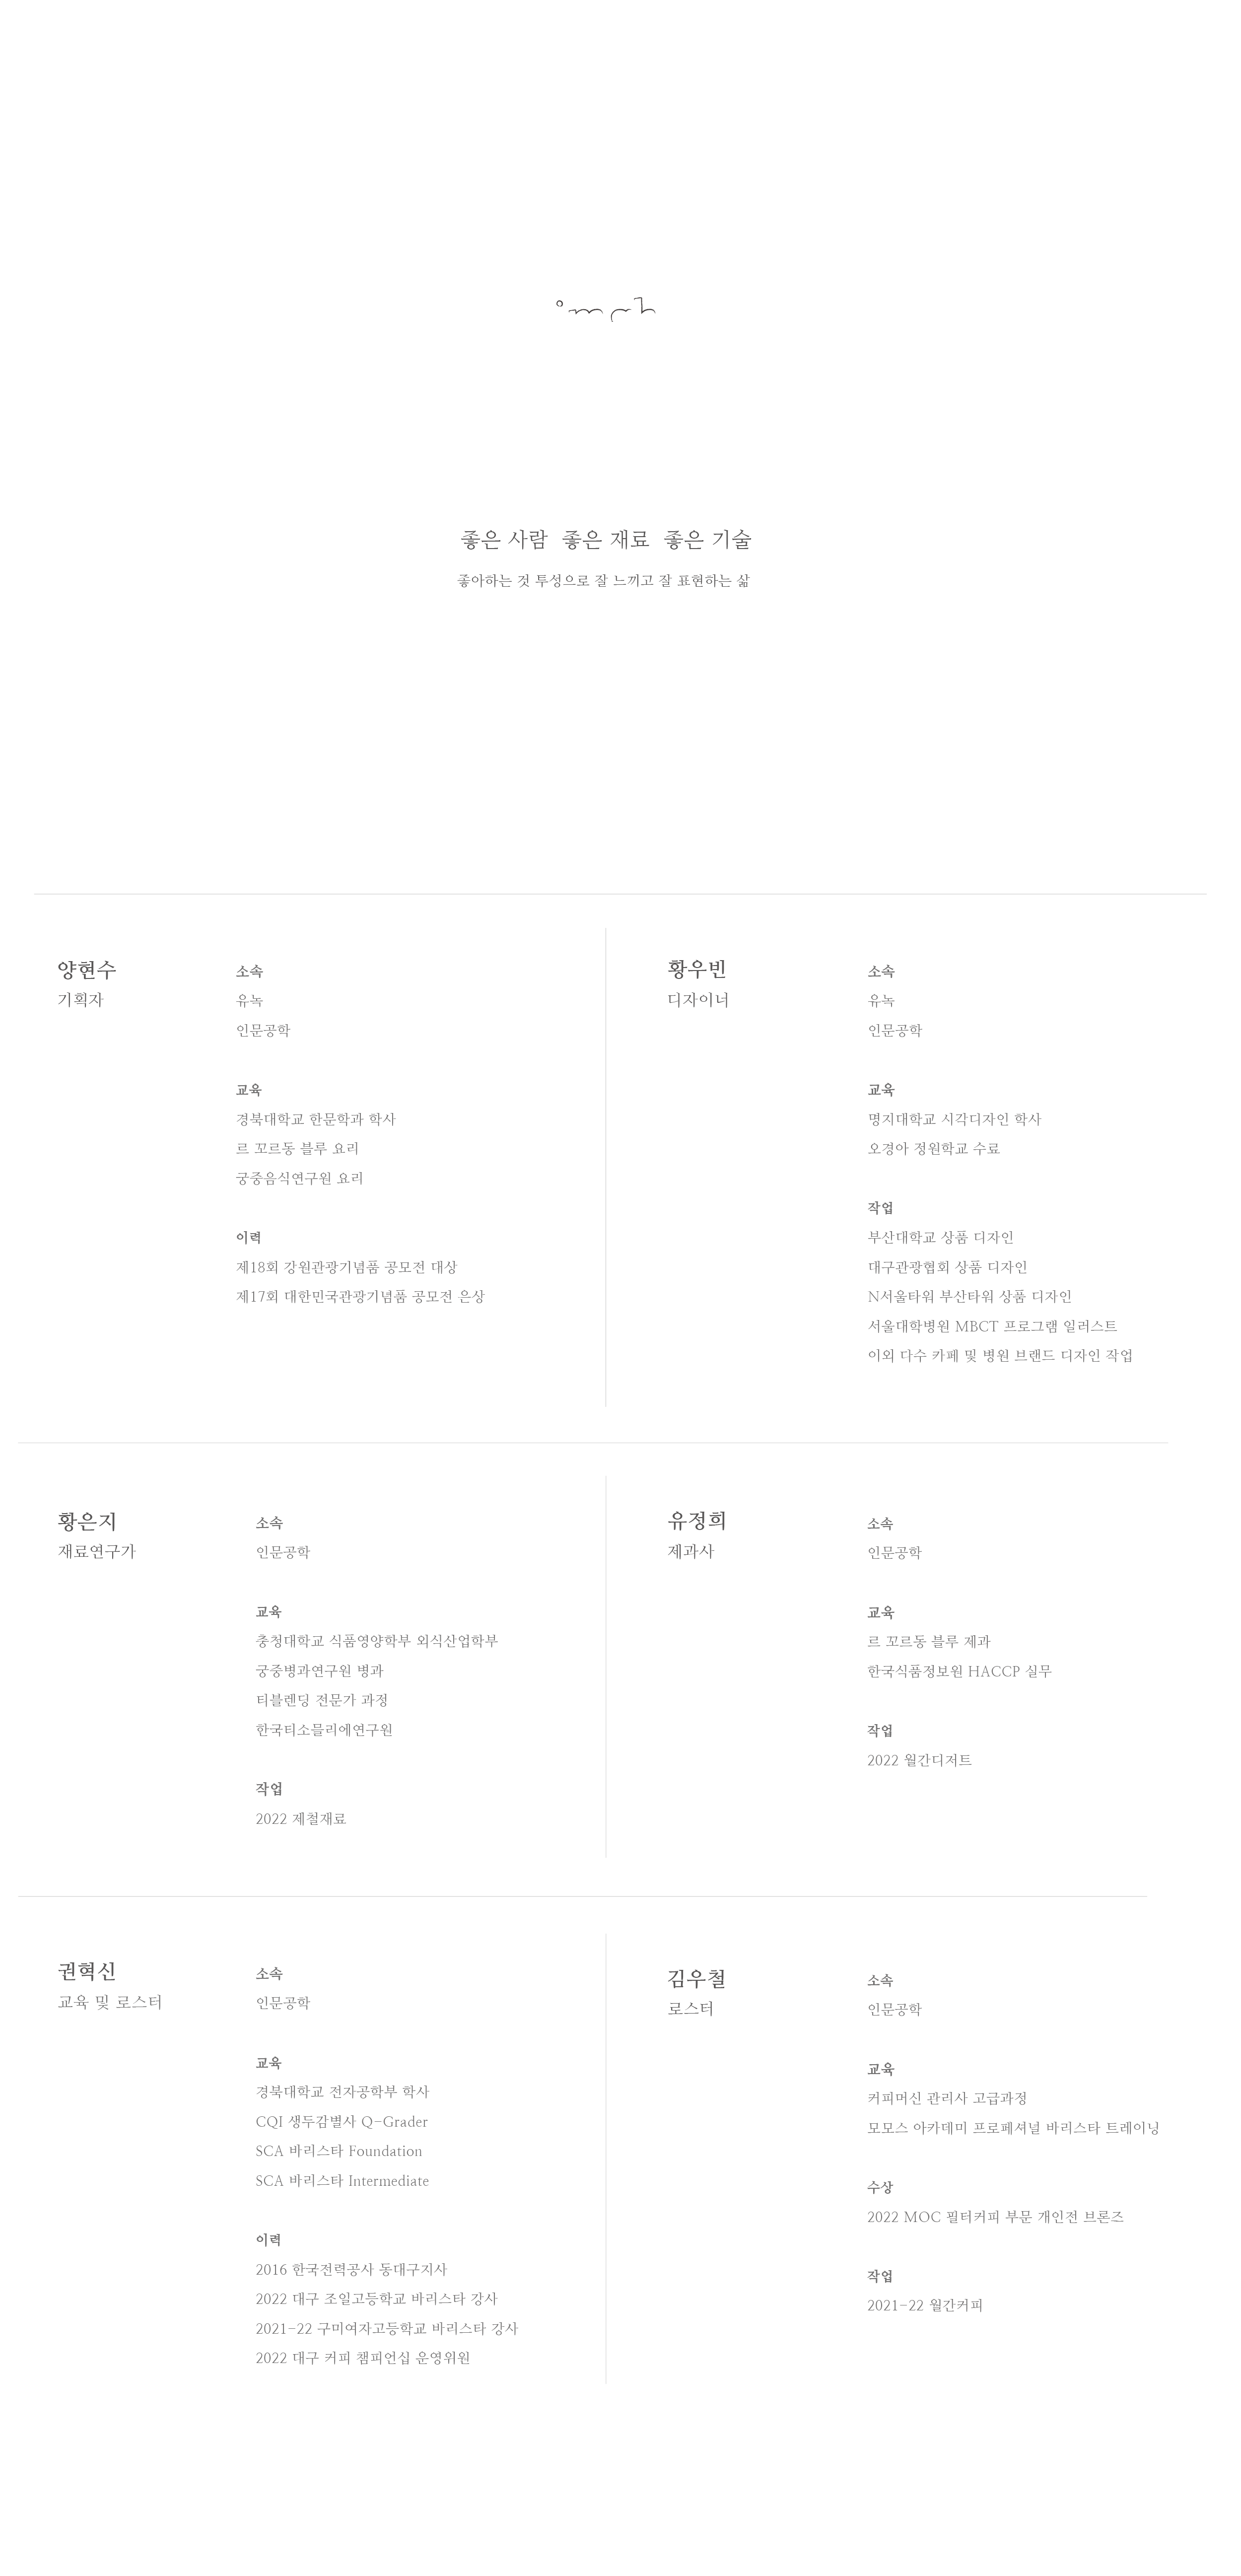 좋은 사람 좋은 재료 좋은 기술
좋아하는 것 투성으로 잘 느끼고 잘 표현하는 삶
양현수
기획자
소속
유녹
인문공학
교육
경북대학교 한문학과 학사
르 꼬르동 블루 요리
궁중음식연구원 요리
이력
제18회 강원관광기념품 공모전 대상
제17회 대한민국관광기념품 공모전 은상
황우빈
디자이너
소속
유녹
인문공학
교육
명지대학교 시각디자인 학사
오경아 정원학교 수료
작업
부산대학교 상품 디자인
대구관광협회 상품 디자인
N서울타워 부산타워 상품 디자인
서울대학병원 MBCT 프로그램 일러스트
이외 다수 카페 및 병원 브랜드 디자인 작업
황은지
재료연구가
소속
인문공학
교육
충청대학교 식품영양학부 외식산업학부
궁중병과연구원 병과
티블렌딩 전문가 과정
한국티소믈리에연구원
작업
2022 제철재료
유정희
제과사
소속
인문공학
교육
르 꼬르동 블루 제과
한국식품정보원 HACCP 실무
작업
2022 월간디저트
권혁신
교육 및 로스터
소속
인문공학
교육
경북대학교 전자공학부 학사
CQI 생두감별사 Q-Grader
SCA 바리스타 Foundation
SCA 바리스타 Intermediate
이력
2016 한국전력공사 동대구지사
2022 대구 조일고등학교 바리스타 강사
2021-22 구미여자고등학교 바리스타 강사
2022 대구 커피 챔피언십 운영위원
김우철
로스터
소속
인문공학
교육
커피머신 관리사 고급과정
모모스 아카데미 프로페셔널 바리스타 트레이닝
수상
2022 MOC 필터커피 부문 개인전 브론즈
작업
2021-22 월간커피